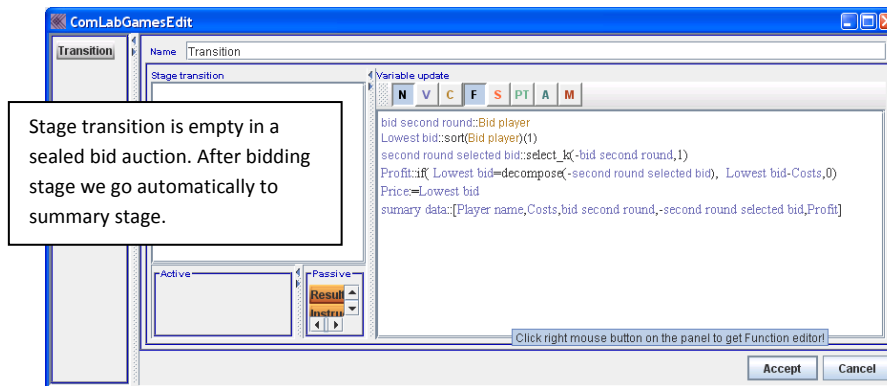 ComLabGamesEdit
Transition
Name Transition
Stage transition
Variable update
N V C F S PT A M
Stage transition is empty in a
sealed bid auction. After bidding
stage we go automatically to
summary stage.
bid second round::Bid player
Lowest bid::sort(Bid player)(1)
second round selected bid::select_k(-bid second round,1)
Profit::if( Lowest bid=decompose(-second round selected bid), Lowest bid-Costs,0)
Price:=Lowest bid
sumary data::[Player name,Costs,bid second round,-second round selected bid,Profit]
Active
Passive
Result
Instru
Click right mouse button on the panel to get Function editor!
Accept Cancel